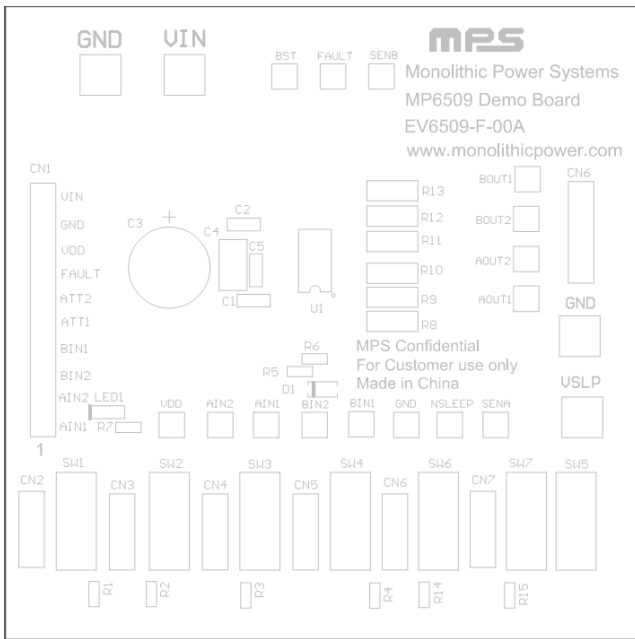 GND VIN
BST FAULT SENB
mps
Monolithic Power Systems
MP6509 Demo Board
EV6509-F-00A
www.monolithicpower.com
CN1
VIN
GND
VDD
FAULT
ATT2
ATT1
BIN1
BIN2
AIN2
AIN1
1
C3
+
C2
C4
C5
C1
U1
R13
R12
R11
R10
R9
R8
BOUT1
BOUT2
AOUT2
AOUT1
CN6
GND
VSLP
MPS Confidential
For Customer use only
Made in China
R6
R5
D1
LED1
R7
VDD AIN2 AIN1 BIN2 BIN1 GND NSLEEP SENA
CN2 SW1 CN3 SW2 CN4 SW3 CN5 SW4 CN6 SW6 CN7 SW7 SW5
R1 R2 R3 R4 R14 R15